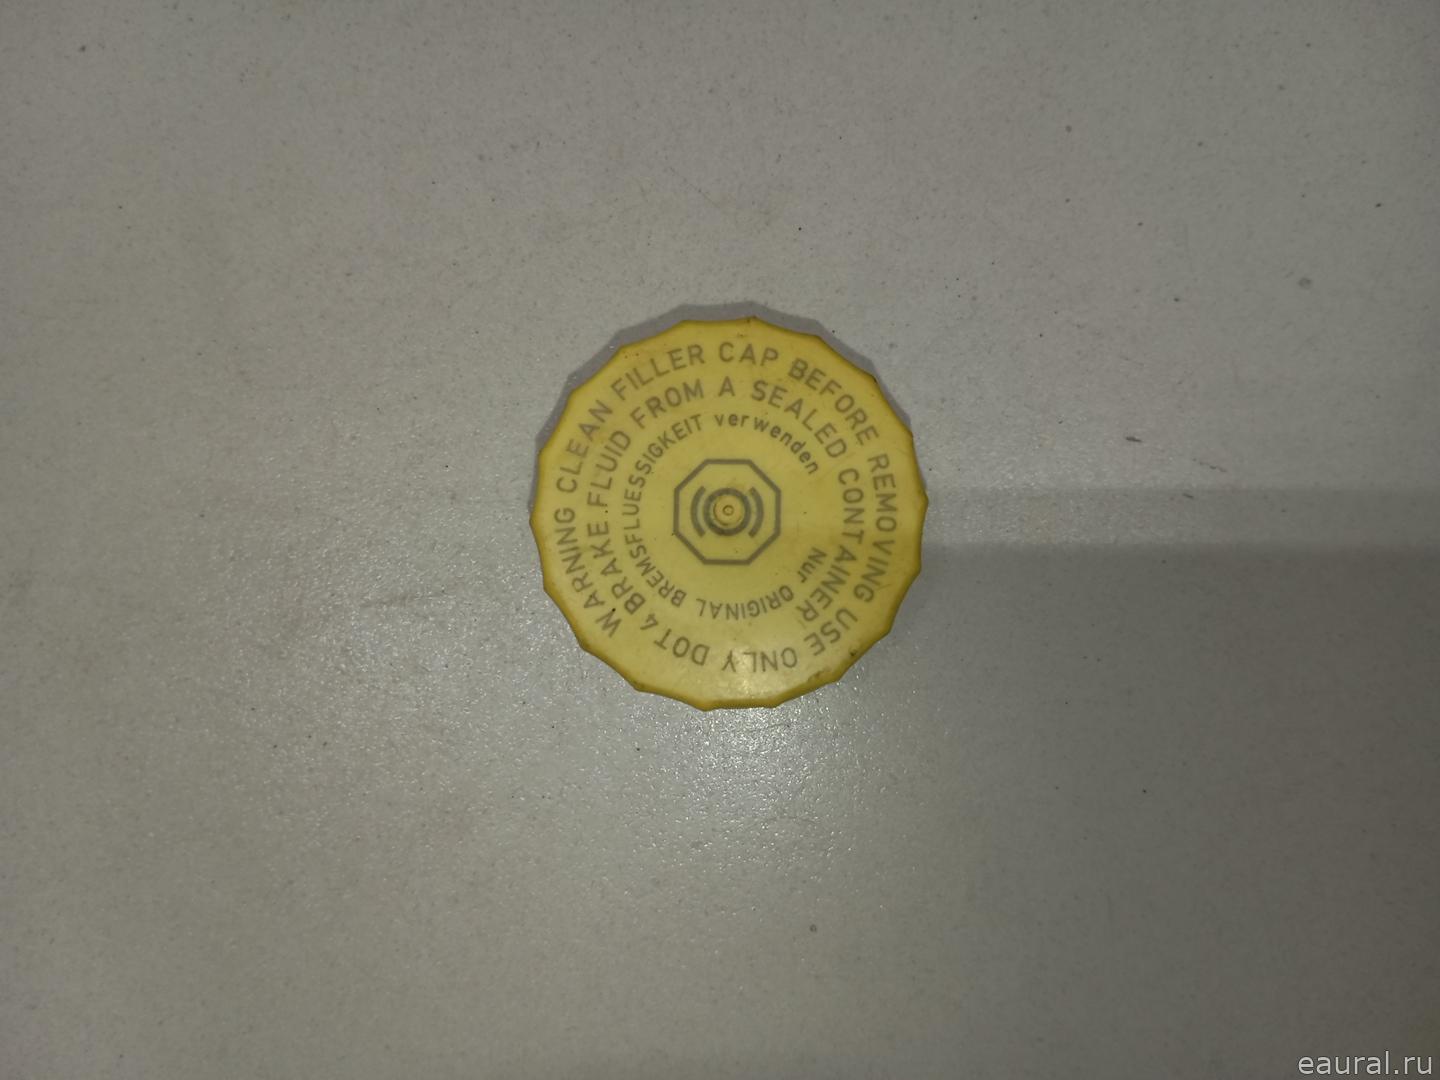 WARNING CLEAN FILLER CAP BEFORE REMOVING USE ONLY DOT 4
BRAKE FLUID FROM A SEALED CONTAINER
Nur ORIGINAL BREMSFLUESSIGKEIT verwenden
eaural.ru